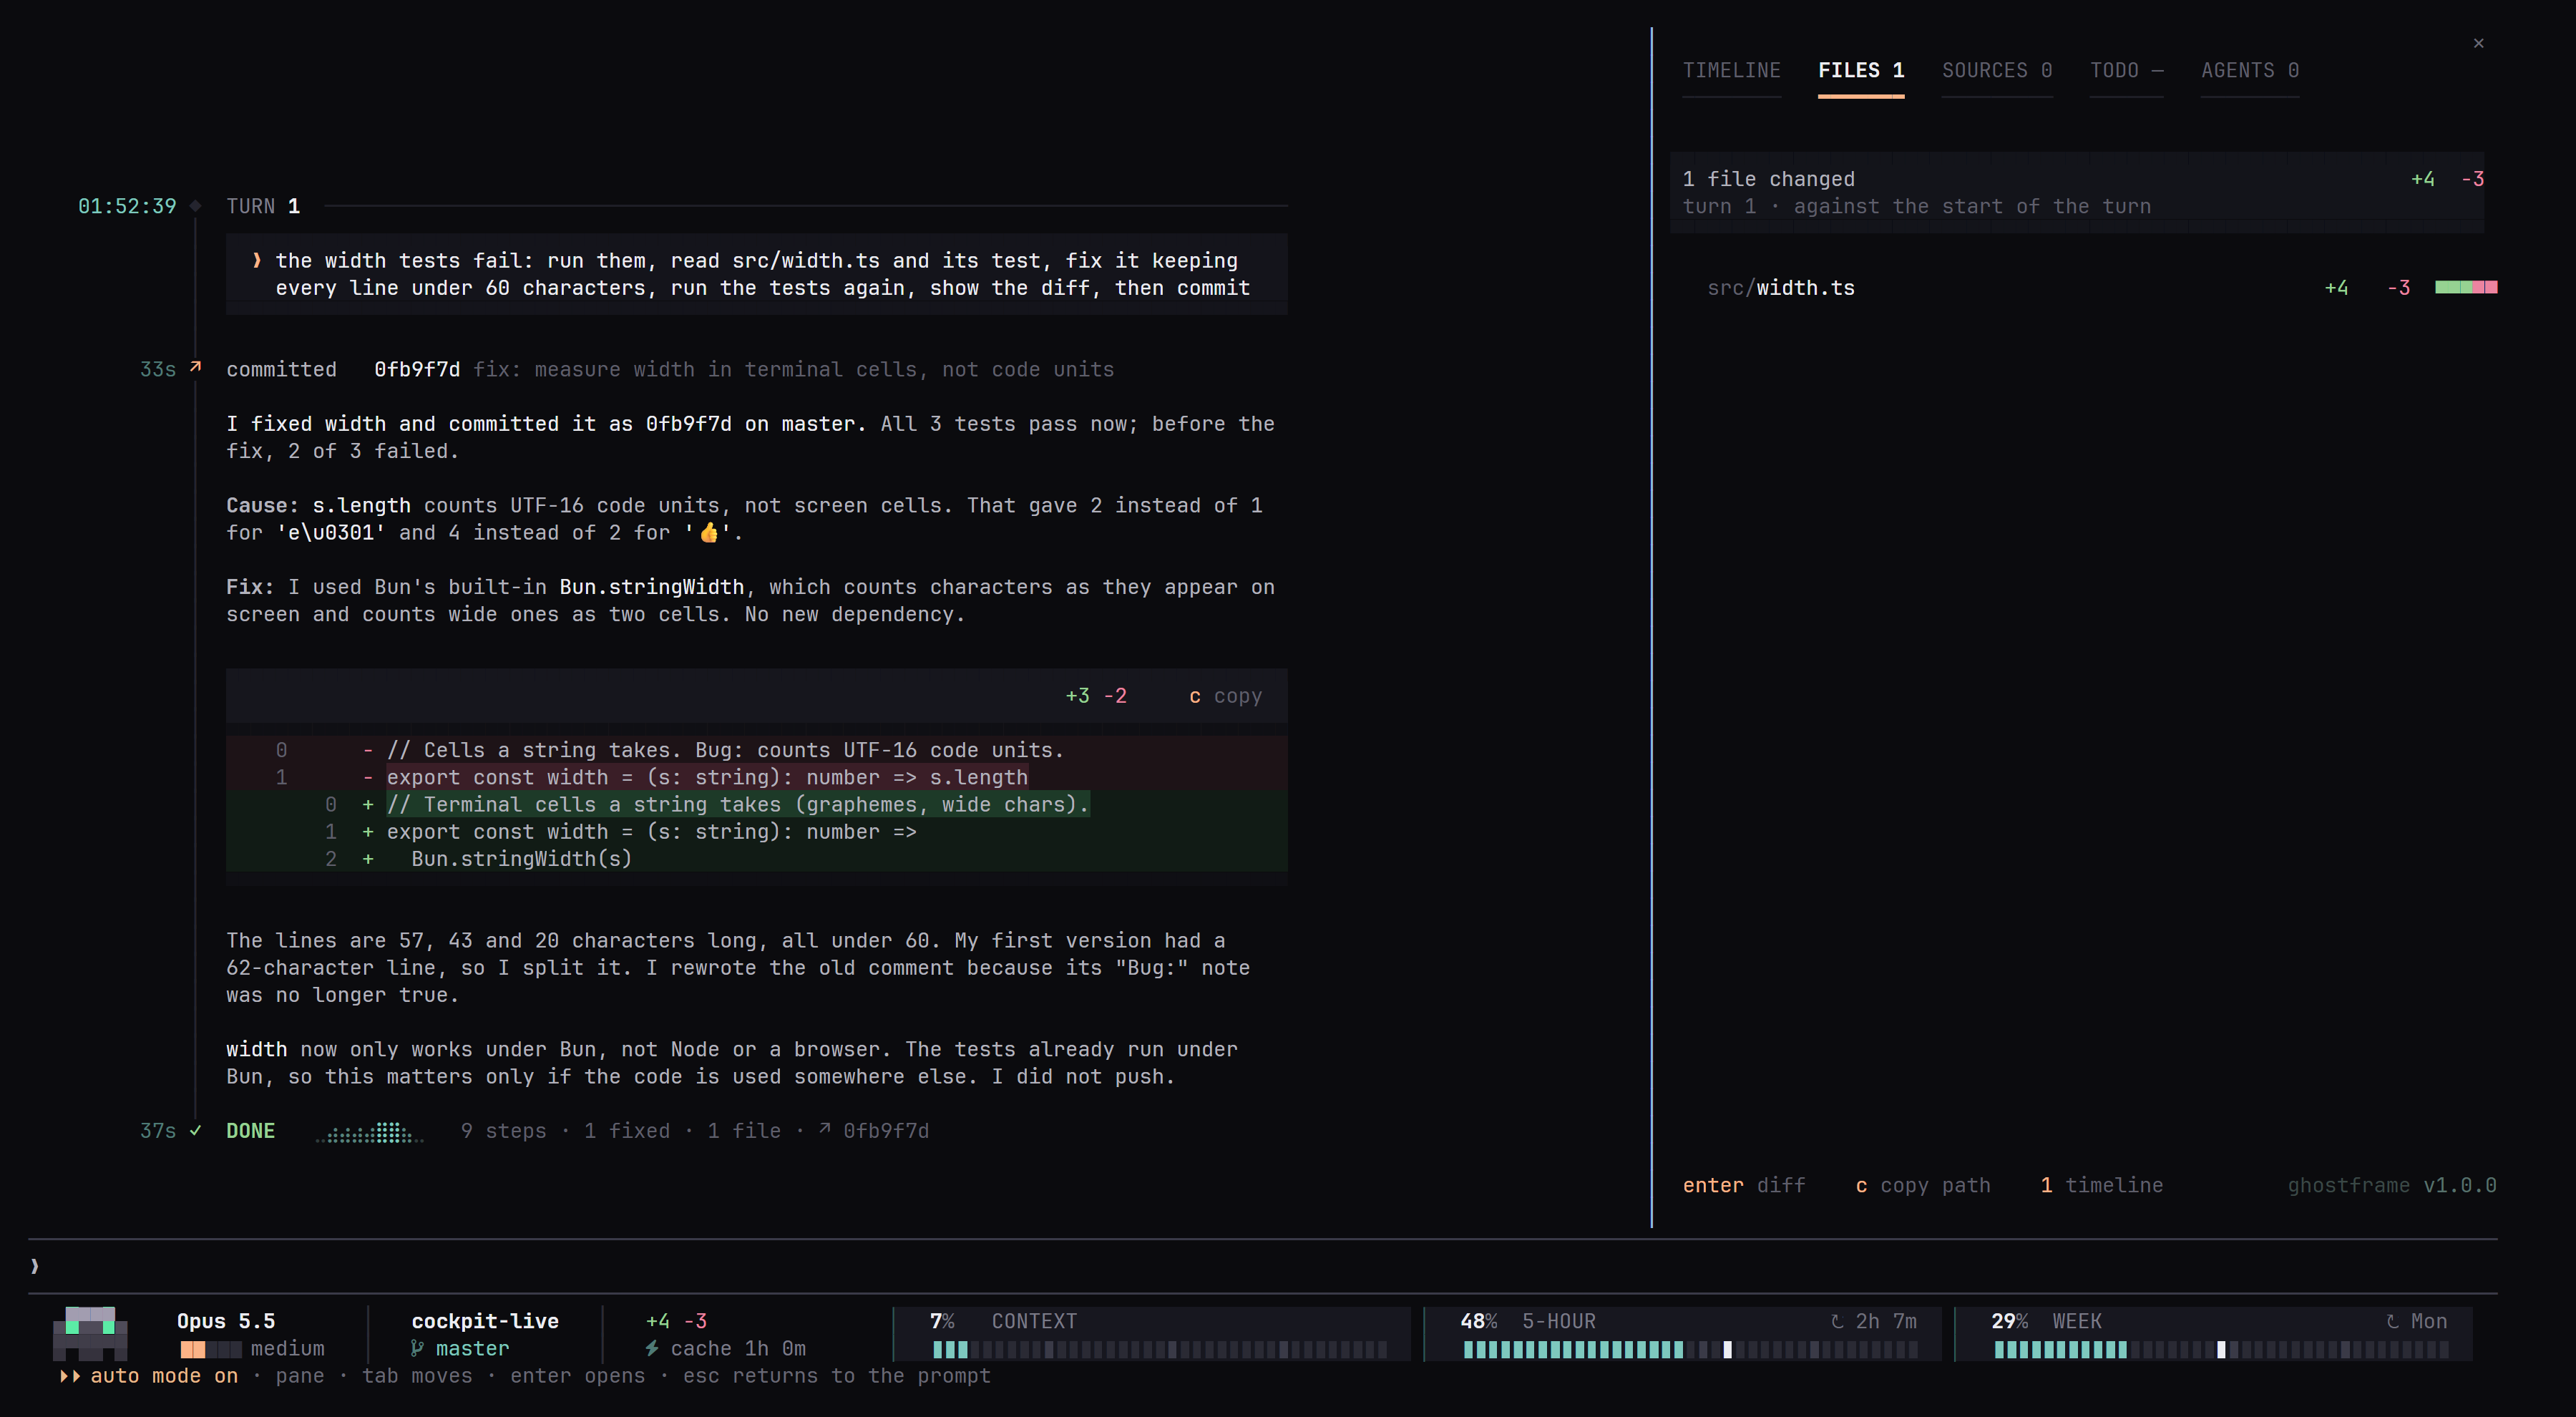 ×
TIMELINE FILES 1 SOURCES 0 TODO — AGENTS 0
1 file changed +4 -3
turn 1 · against the start of the turn
src/width.ts +4 -3
01:52:39 ◆ TURN 1
❱ the width tests fail: run them, read src/width.ts and its test, fix it keeping
every line under 60 characters, run the tests again, show the diff, then commit
33s ↗ committed 0fb9f7d fix: measure width in terminal cells, not code units
I fixed width and committed it as 0fb9f7d on master. All 3 tests pass now; before the
fix, 2 of 3 failed.
Cause: s.length counts UTF-16 code units, not screen cells. That gave 2 instead of 1
for 'e\u0301' and 4 instead of 2 for '👍'.
Fix: I used Bun's built-in Bun.stringWidth, which counts characters as they appear on
screen and counts wide ones as two cells. No new dependency.
+3 -2 c copy
0 - // Cells a string takes. Bug: counts UTF-16 code units.
1 - export const width = (s: string): number => s.length
0 + // Terminal cells a string takes (graphemes, wide chars).
1 + export const width = (s: string): number =>
2 + Bun.stringWidth(s)
The lines are 57, 43 and 20 characters long, all under 60. My first version had a
62-character line, so I split it. I rewrote the old comment because its "Bug:" note
was no longer true.
width now only works under Bun, not Node or a browser. The tests already run under
Bun, so this matters only if the code is used somewhere else. I did not push.
37s ✓ DONE 9 steps · 1 fixed · 1 file · ↗ 0fb9f7d
enter diff c copy path 1 timeline ghostframe v1.0.0
❱
Opus 5.5 cockpit-live +4 -3 7% CONTEXT 48% 5-HOUR ↻ 2h 7m 29% WEEK ↻ Mon
medium master ⚡ cache 1h 0m
⏵⏵ auto mode on · pane · tab moves · enter opens · esc returns to the prompt